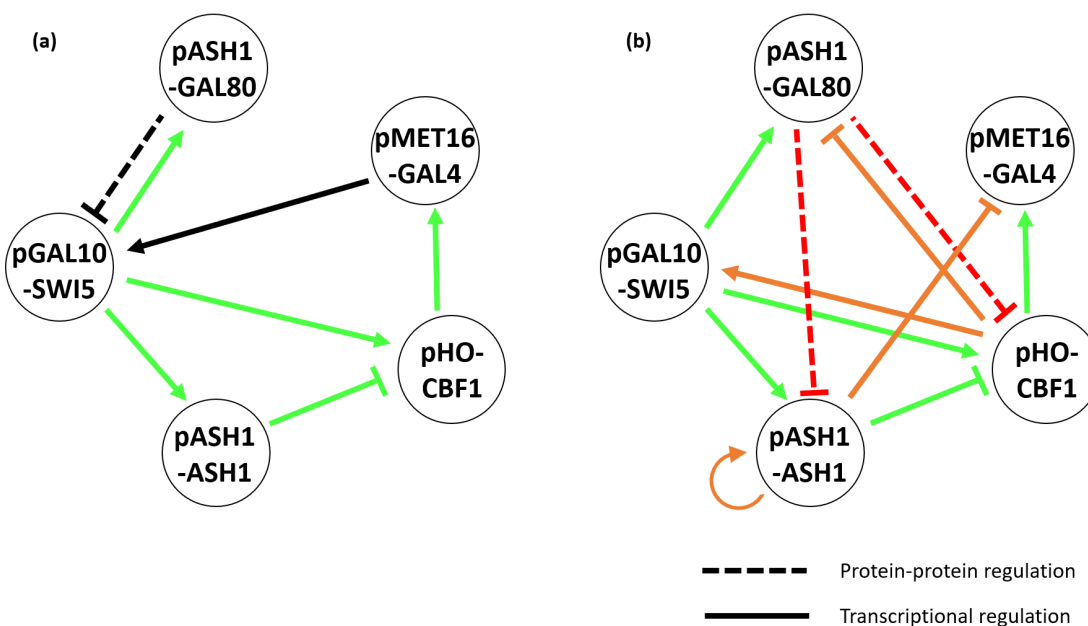 (a)
pASH1
-GAL80
pMET16
-GAL4
pGAL10
-SWI5
pHO-
CBF1
pASH1
-ASH1
(b)
pASH1
-GAL80
pMET16
-GAL4
pGAL10
-SWI5
pHO-
CBF1
pASH1
-ASH1
Protein-protein regulation
Transcriptional regulation